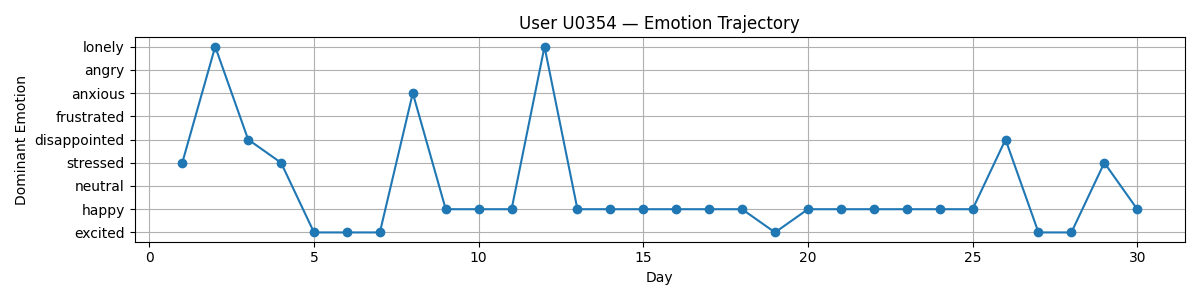 User U0354 — Emotion Trajectory
Dominant Emotion
lonely
angry
anxious
frustrated
disappointed
stressed
neutral
happy
excited
0 5 10 15 20 25 30
Day